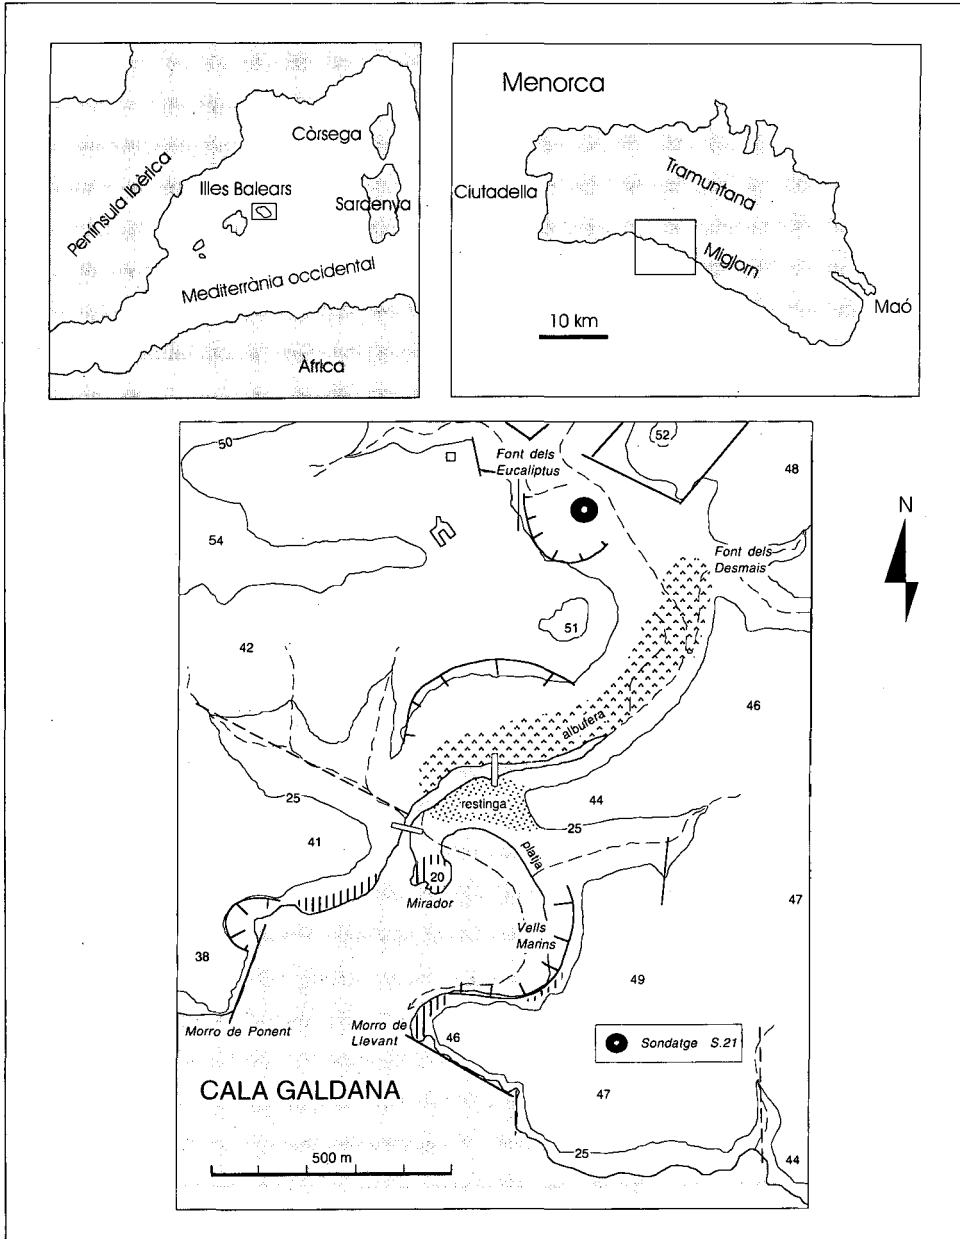 Còrsega
Illes Balears
Sardenya
Península Ibèrica
Mediterrània occidental
Àfrica
Menorca
Ciutadella
Tramuntana
Migjorn
Maó
10 km
50
Font dels
Eucaliptus
52
48
54
Font dels
Desmais
N
51
42
46
albufera
25
restinga
44
25
41
platja
20
Mirador
47
Vells
Marins
38
49
Morro de Ponent
Morro de
Llevant
46
Sondatge S.21
CALA GALDANA
47
500 m
25
44